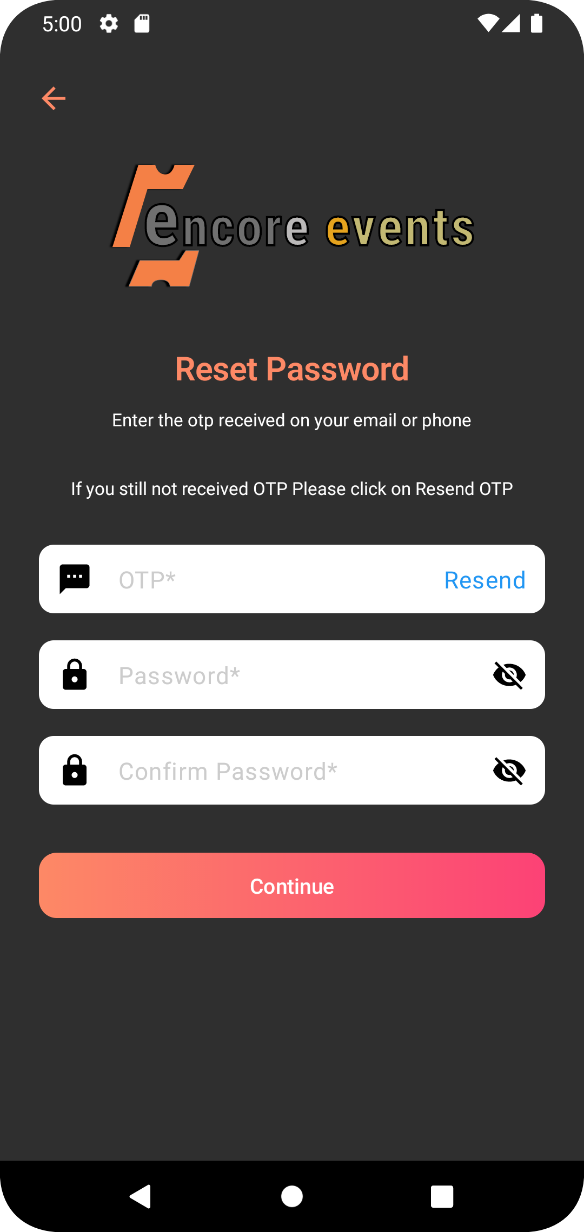 5:00
encore events
Reset Password
Enter the otp received on your email or phone
If you still not received OTP Please click on Resend OTP
OTP* Resend
Password*
Confirm Password*
Continue